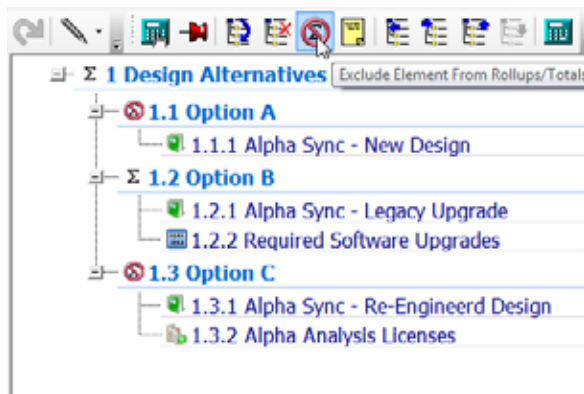 Σ 1 Design Alternatives Exclude Element From Rollups/Totals
1.1 Option A
1.1.1 Alpha Sync - New Design
Σ 1.2 Option B
1.2.1 Alpha Sync - Legacy Upgrade
1.2.2 Required Software Upgrades
1.3 Option C
1.3.1 Alpha Sync - Re-Engineerd Design
1.3.2 Alpha Analysis Licenses